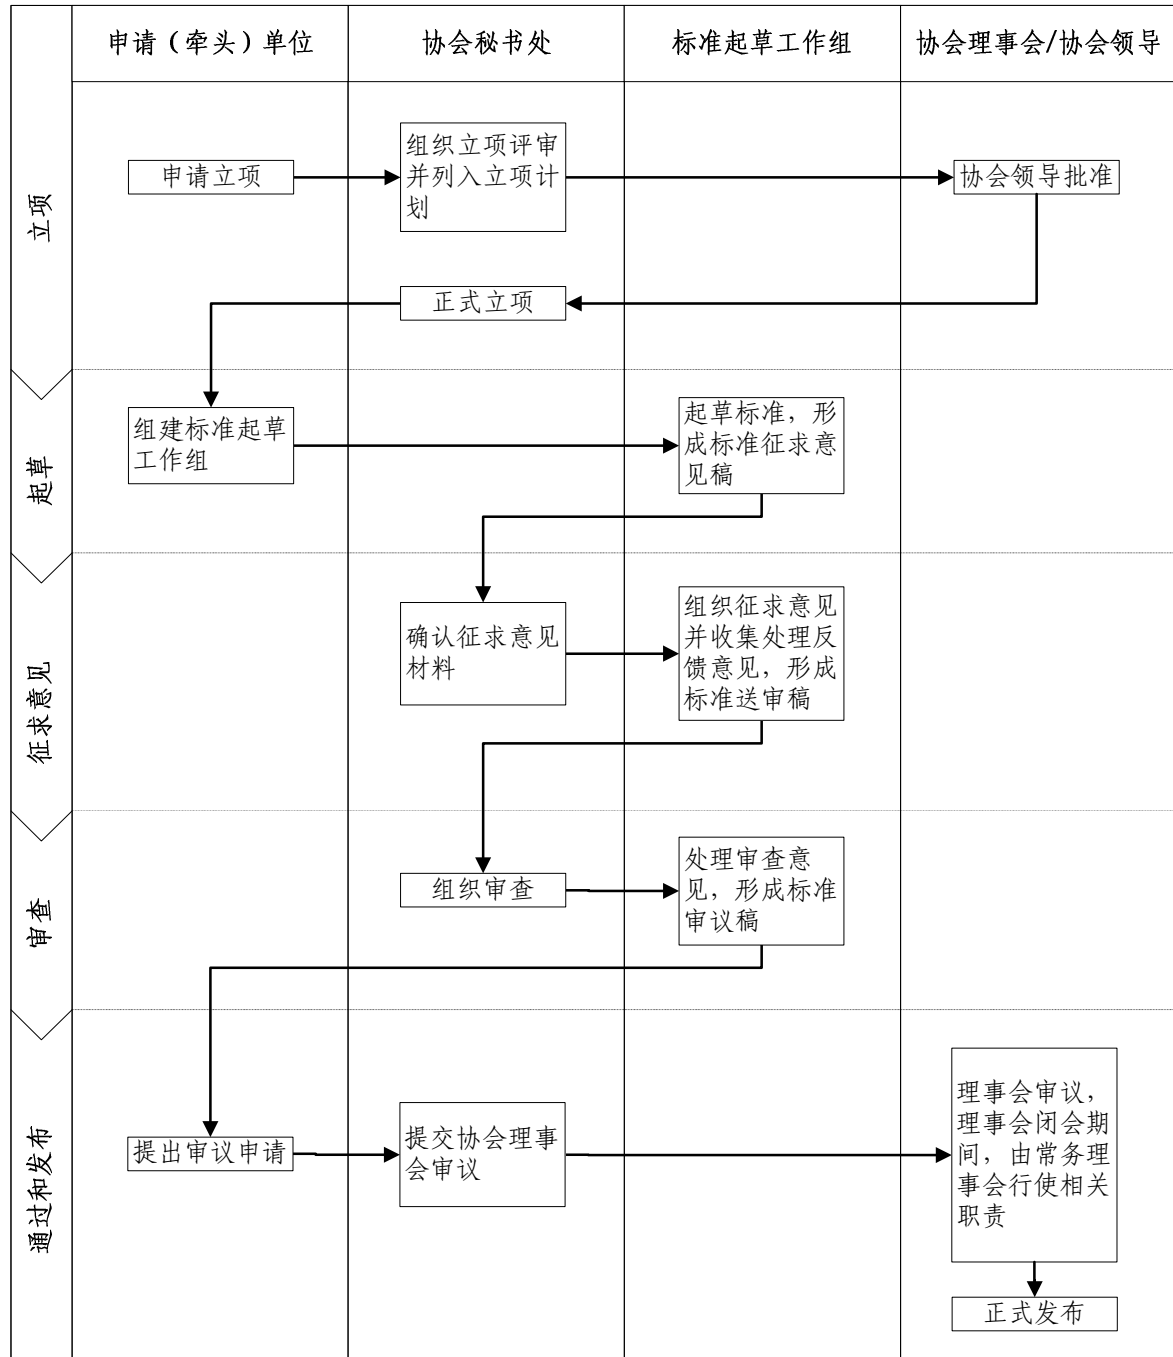 申请（牵头）单位
协会秘书处
标准起草工作组
协会理事会/协会领导
立项
申请立项
组织立项评审
并列入立项计
划
协会领导批准
正式立项
起草
组建标准起草
工作组
起草标准，形
成标准征求意
见稿
征求意见
确认征求意见
材料
组织征求意见
并收集处理反
馈意见，形成
标准送审稿
审查
组织审查
处理审查意
见，形成标准
审议稿
通过和发布
提出审议申请
提交协会理事
会审议
理事会审议，
理事会闭会期
间，由常务理
事会行使相关
职责
正式发布